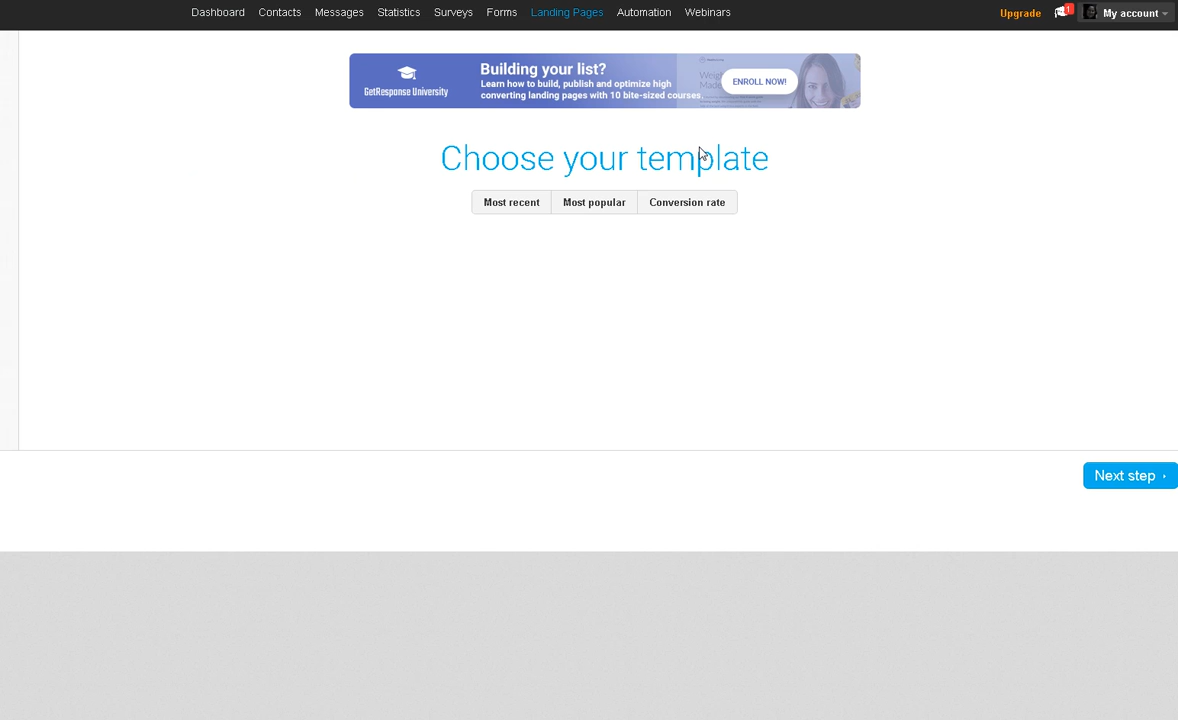 Dashboard Contacts Messages Statistics Surveys Forms Landing Pages Automation Webinars Upgrade 1 My account
Building your list?
GetResponse University
Learn how to build, publish and optimize high
converting landing pages with 10 bite-sized courses.
ENROLL NOW!
Choose your template
Most recent Most popular Conversion rate
Next step